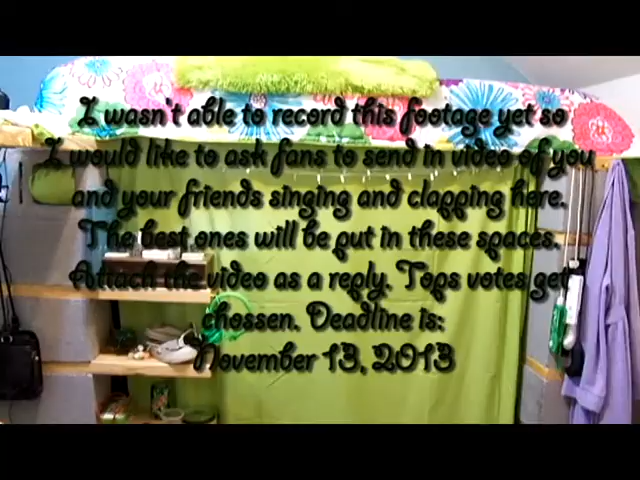 I wasn't able to record this footage yet so
I would like to ask fans to send in video of you
and your friends singing and clapping here.
The best ones will be put in these spaces.
Attach the video as a reply. Tops votes get
chossen. Deadline is:
November 13, 2013